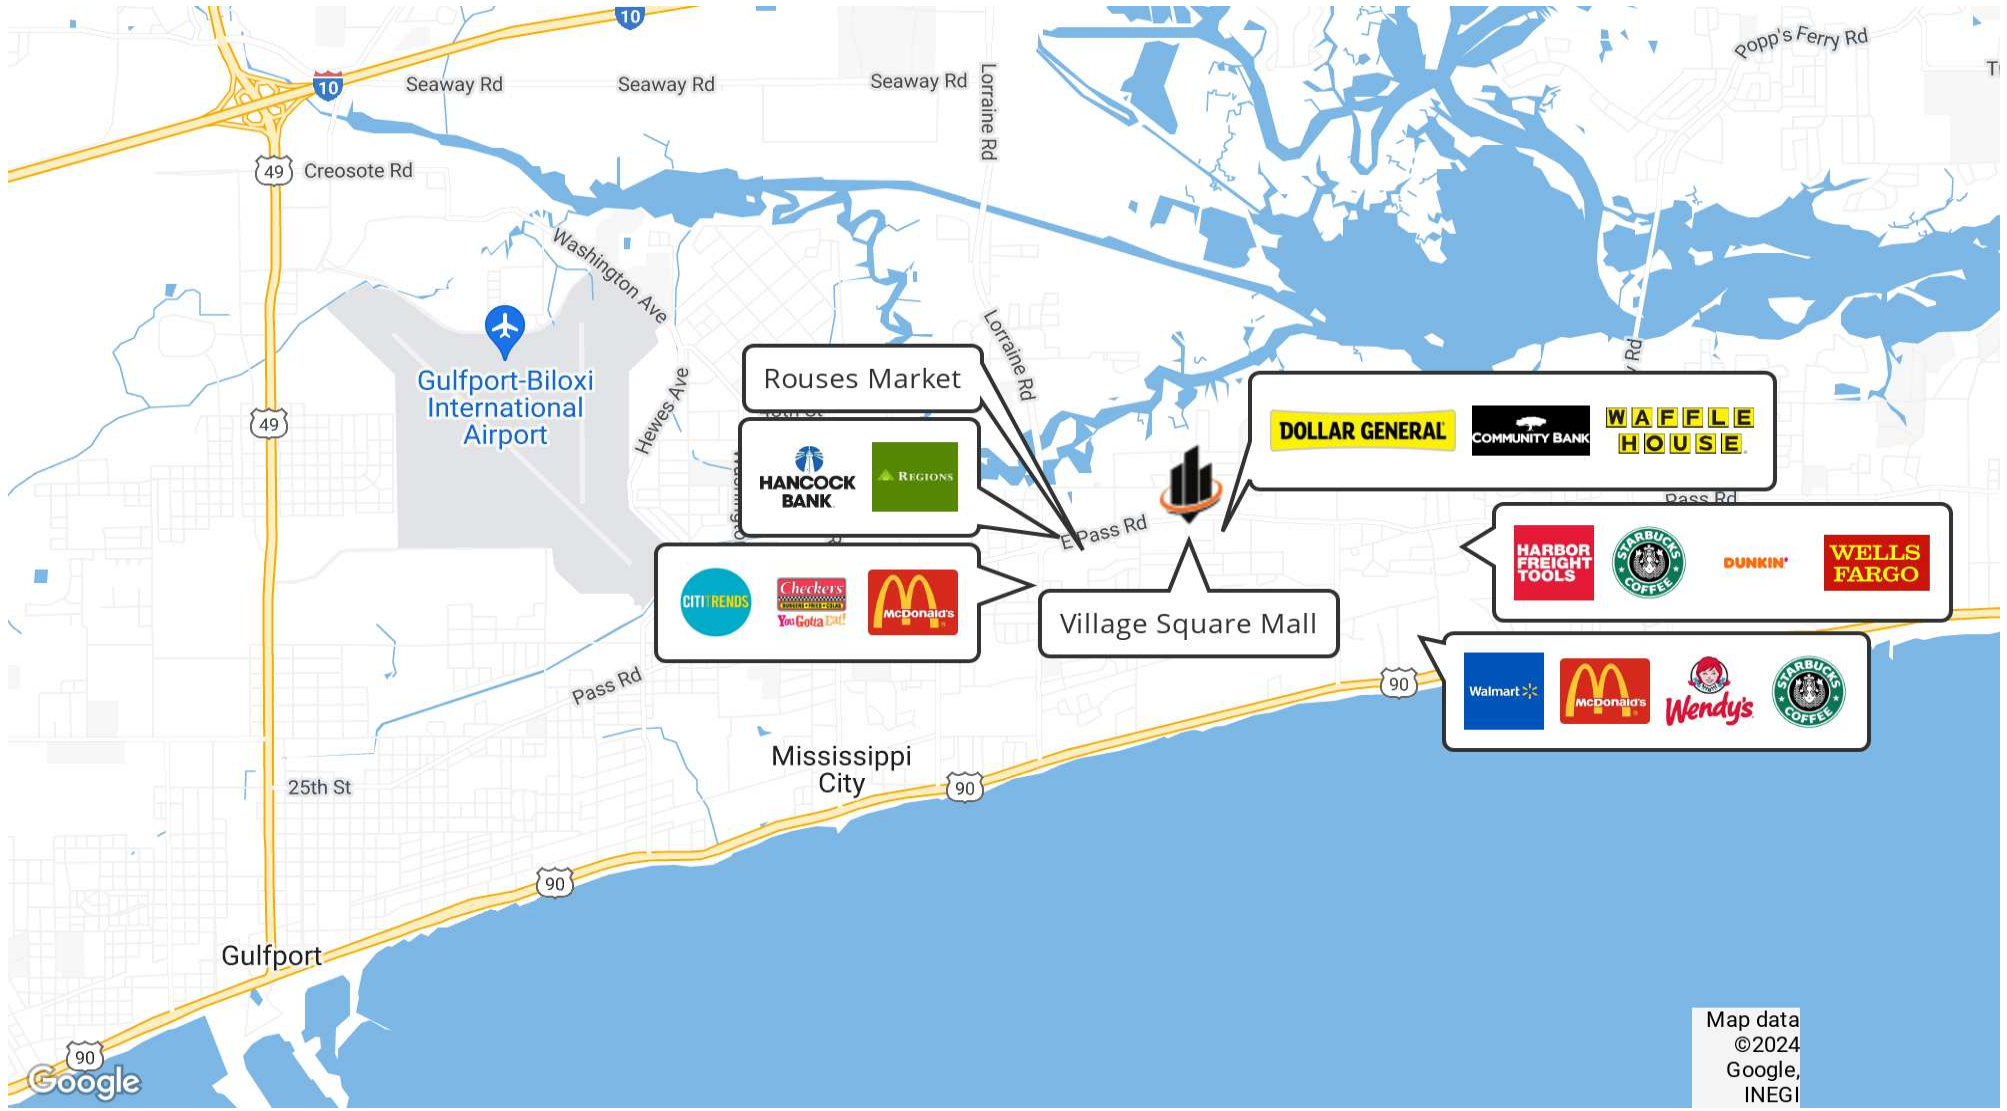 10
Popp's Ferry Rd
10
Seaway Rd
Seaway Rd
Seaway Rd
Lorraine Rd
49
Creosote Rd
Washington Ave
Gulfport-Biloxi
International
Airport
49
Hewes Ave
Lorraine Rd
Rouses Market
HANCOCK
BANK
REGIONS
DOLLAR GENERAL
COMMUNITY BANK
WAFFLE
HOUSE
Pass Rd
E Pass Rd
HARBOR
FREIGHT
TOOLS
STARBUCKS
COFFEE
DUNKIN'
WELLS
FARGO
CITITRENDS
Checkers
BURGERS • FRIES • COLAS
You Gotta Eat!
McDonald's
Village Square Mall
Pass Rd
90
Walmart
McDonald's
Wendy's
STARBUCKS
COFFEE
Mississippi
City
90
25th St
90
Gulfport
90
Google
Map data
©2024
Google,
INEGI